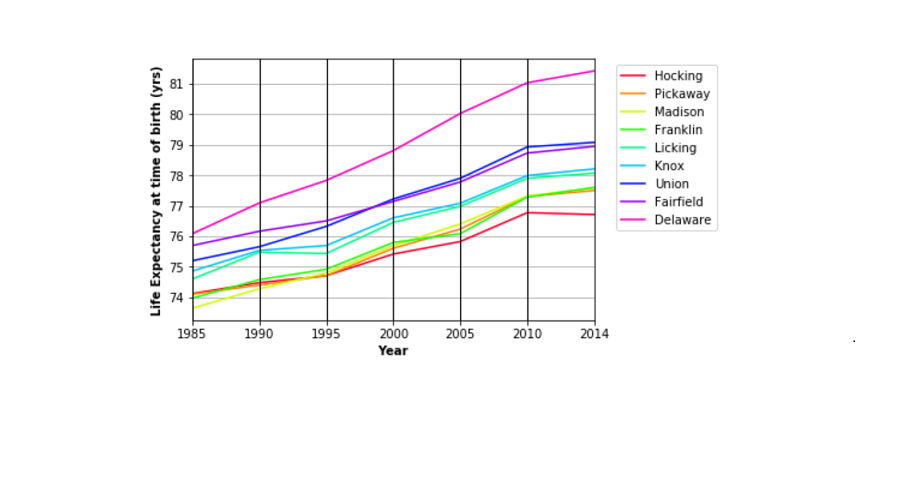 Life Expectancy at time of birth (yrs)
81
80
79
78
77
76
75
74
1985 1990 1995 2000 2005 2010 2014
Year
Hocking
Pickaway
Madison
Franklin
Licking
Knox
Union
Fairfield
Delaware
.